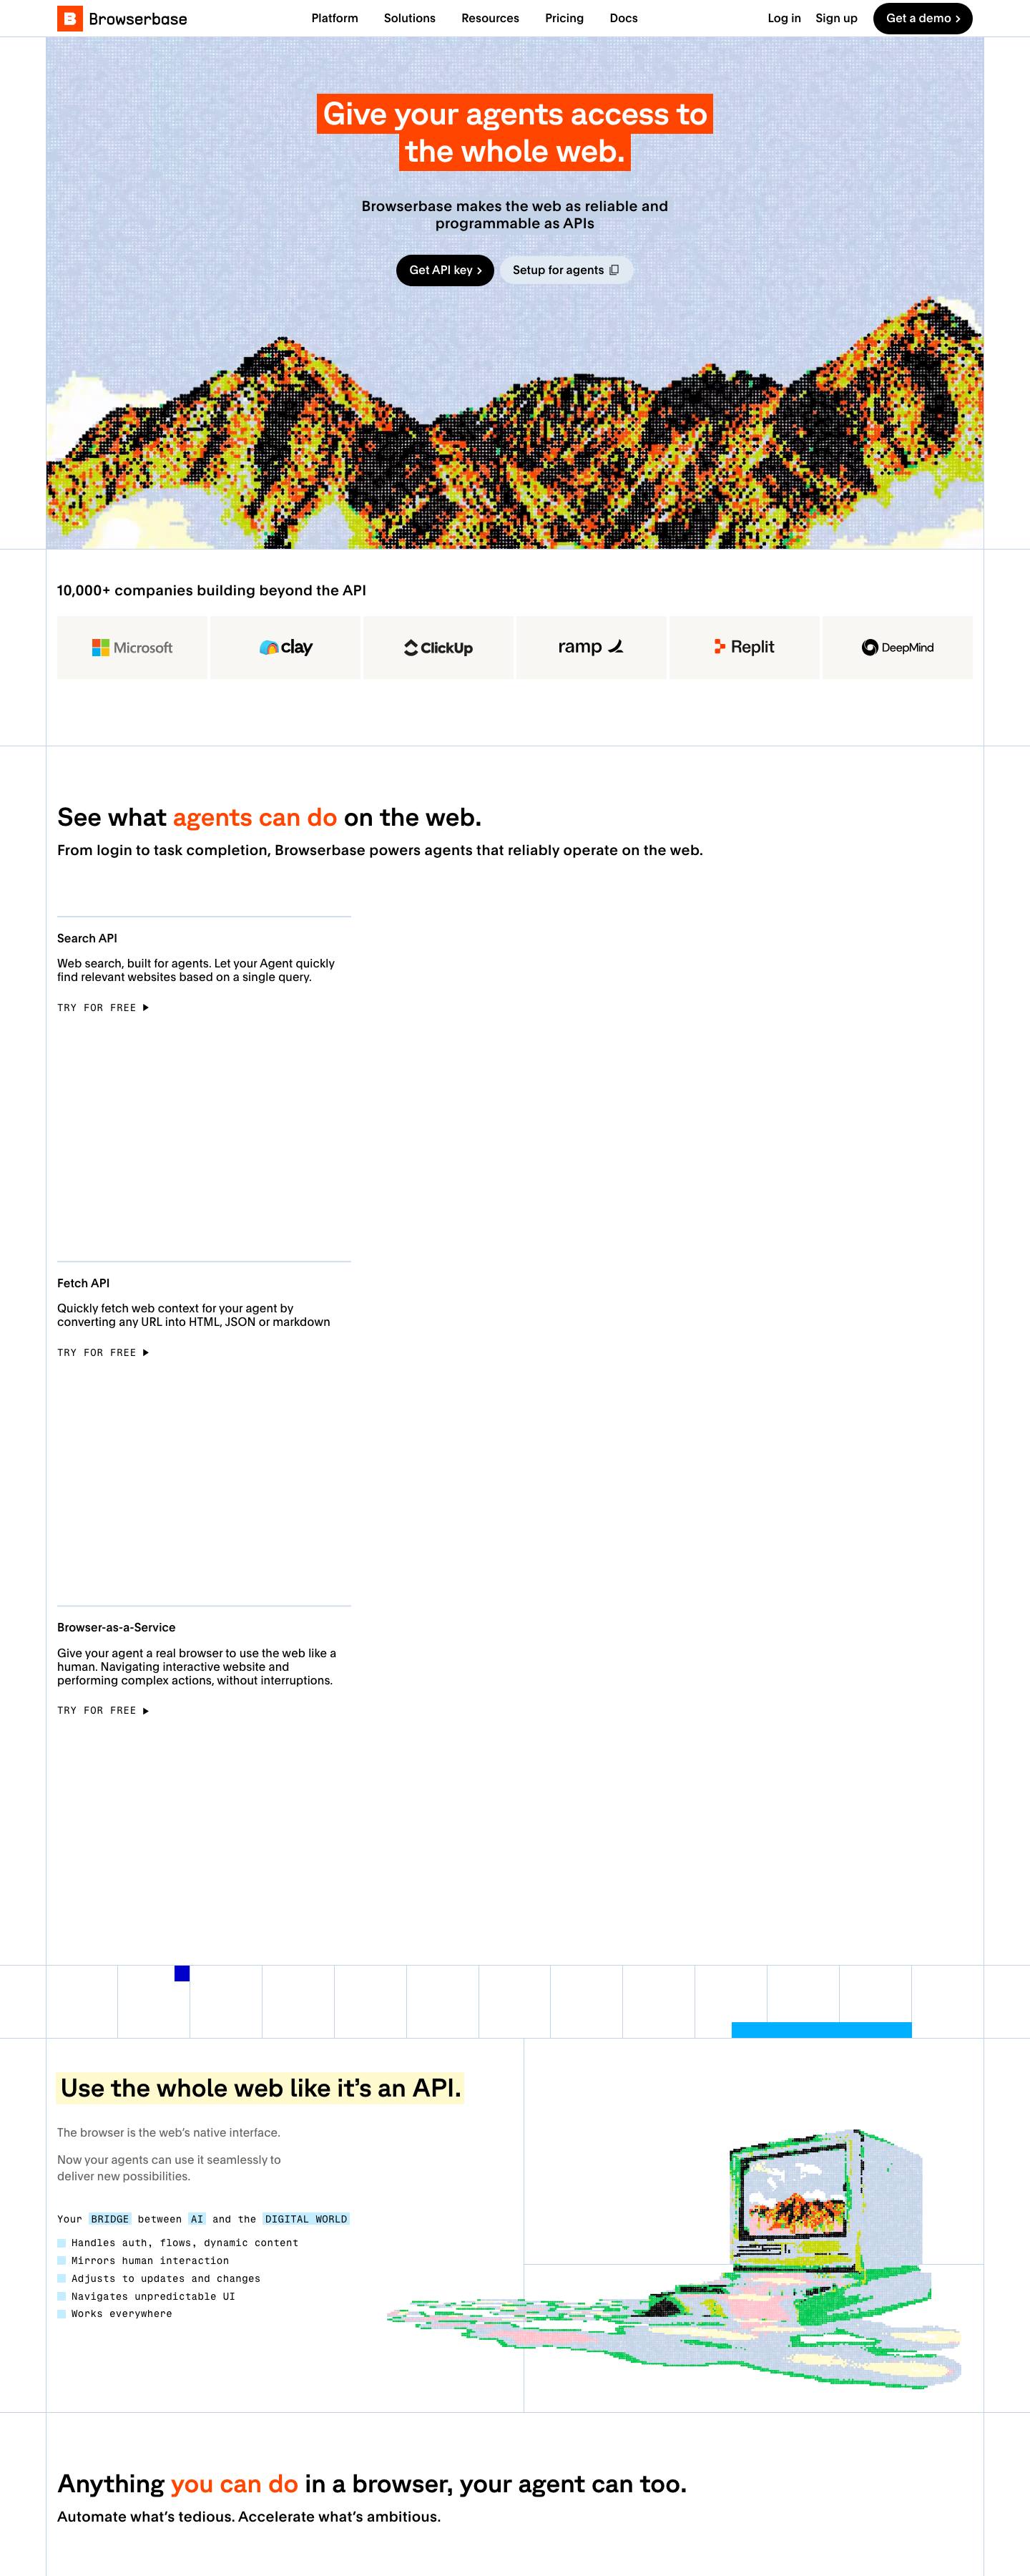 Browserbase
Platform
Solutions
Resources
Pricing
Docs
Log in
Sign up
Get a demo
Give your agents access to
the whole web.
Browserbase makes the web as reliable and
programmable as APIs
Get API key
Setup for agents
10,000+ companies building beyond the API
Microsoft
clay
ClickUp
ramp
Replit
DeepMind
See what agents can do on the web.
From login to task completion, Browserbase powers agents that reliably operate on the web.
Search API
Web search, built for agents. Let your Agent quickly
find relevant websites based on a single query.
TRY FOR FREE
Fetch API
Quickly fetch web context for your agent by
converting any URL into HTML, JSON or markdown
TRY FOR FREE
Browser-as-a-Service
Give your agent a real browser to use the web like a
human. Navigating interactive website and
performing complex actions, without interruptions.
TRY FOR FREE
Use the whole web like it’s an API.
The browser is the web’s native interface.
Now your agents can use it seamlessly to
deliver new possibilities.
Your BRIDGE between AI and the DIGITAL WORLD
Handles auth, flows, dynamic content
Mirrors human interaction
Adjusts to updates and changes
Navigates unpredictable UI
Works everywhere
Anything you can do in a browser, your agent can too.
Automate what’s tedious. Accelerate what’s ambitious.